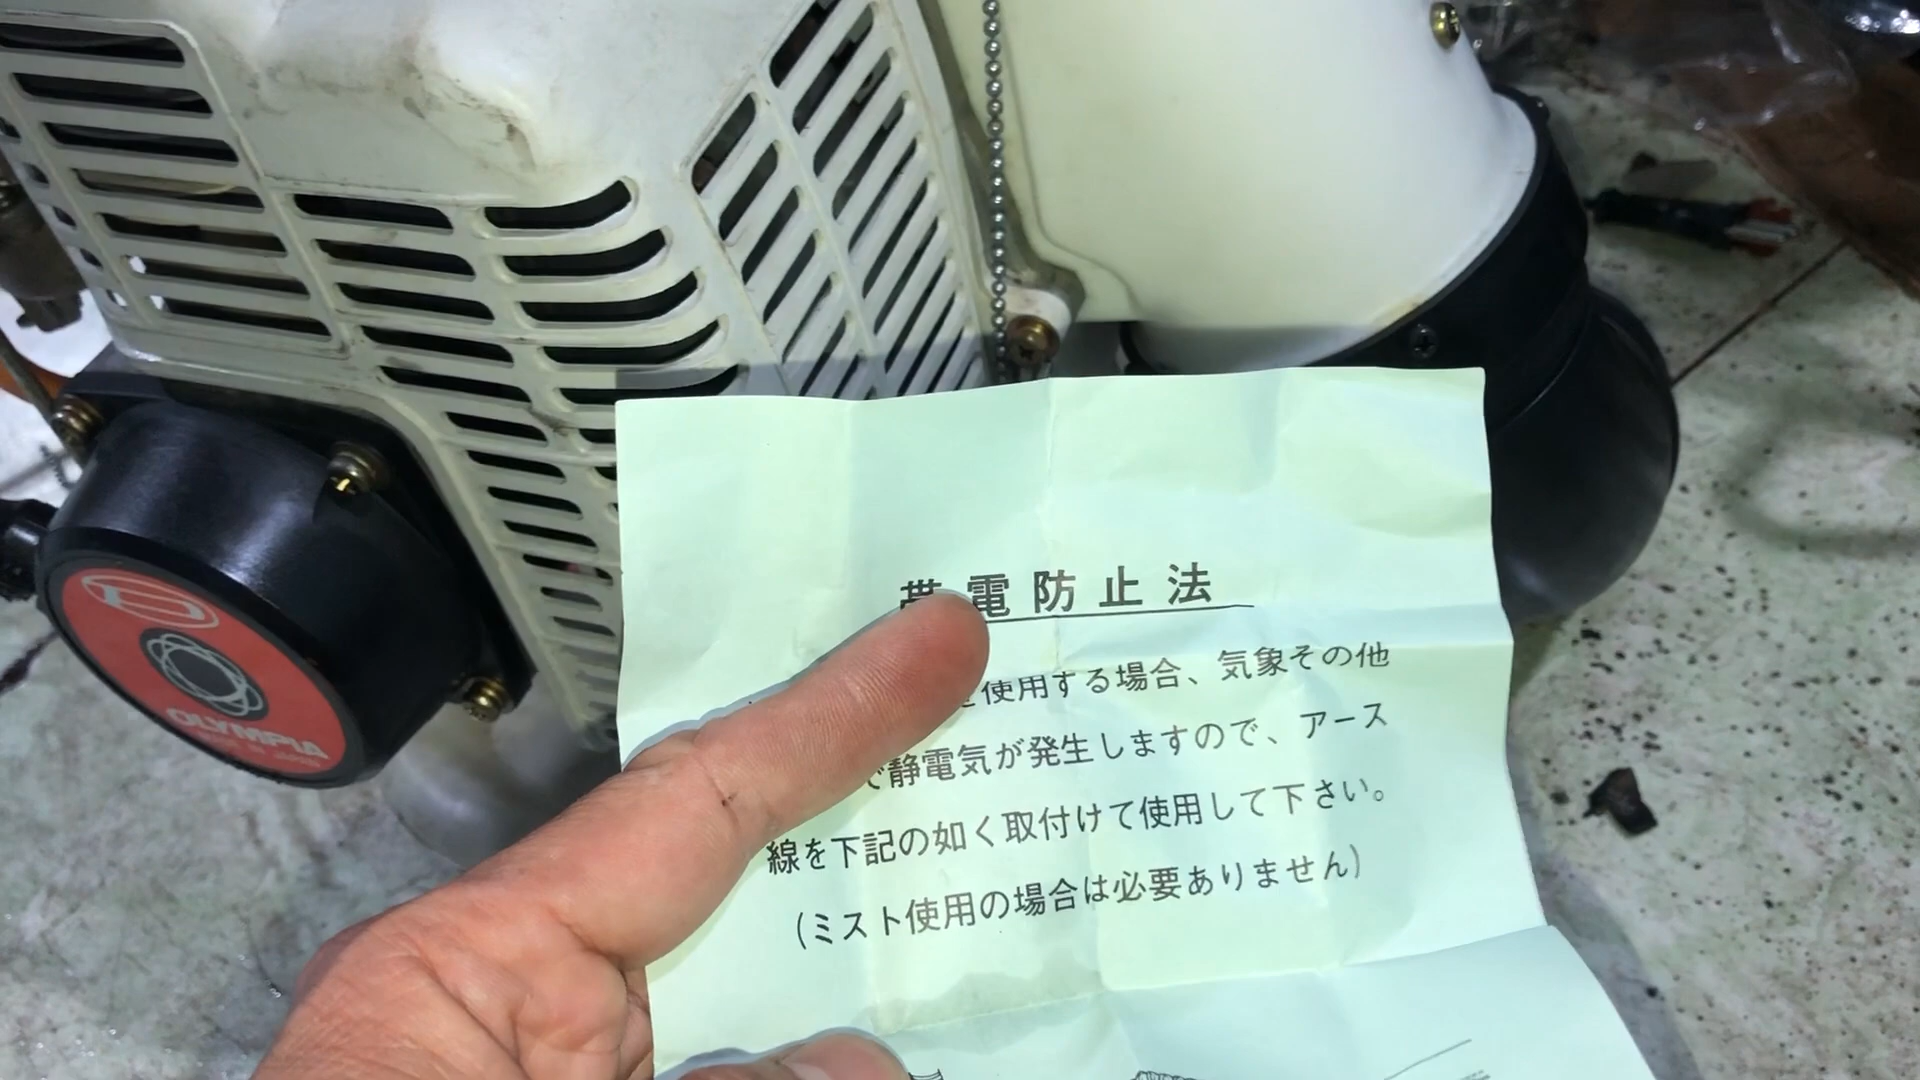 OLYMPIA
電防止法
使用する場合、気象その他
で静電気が発生しますので、アース
線を下記の如く取付けて使用して下さい。
(ミスト使用の場合は必要ありません)